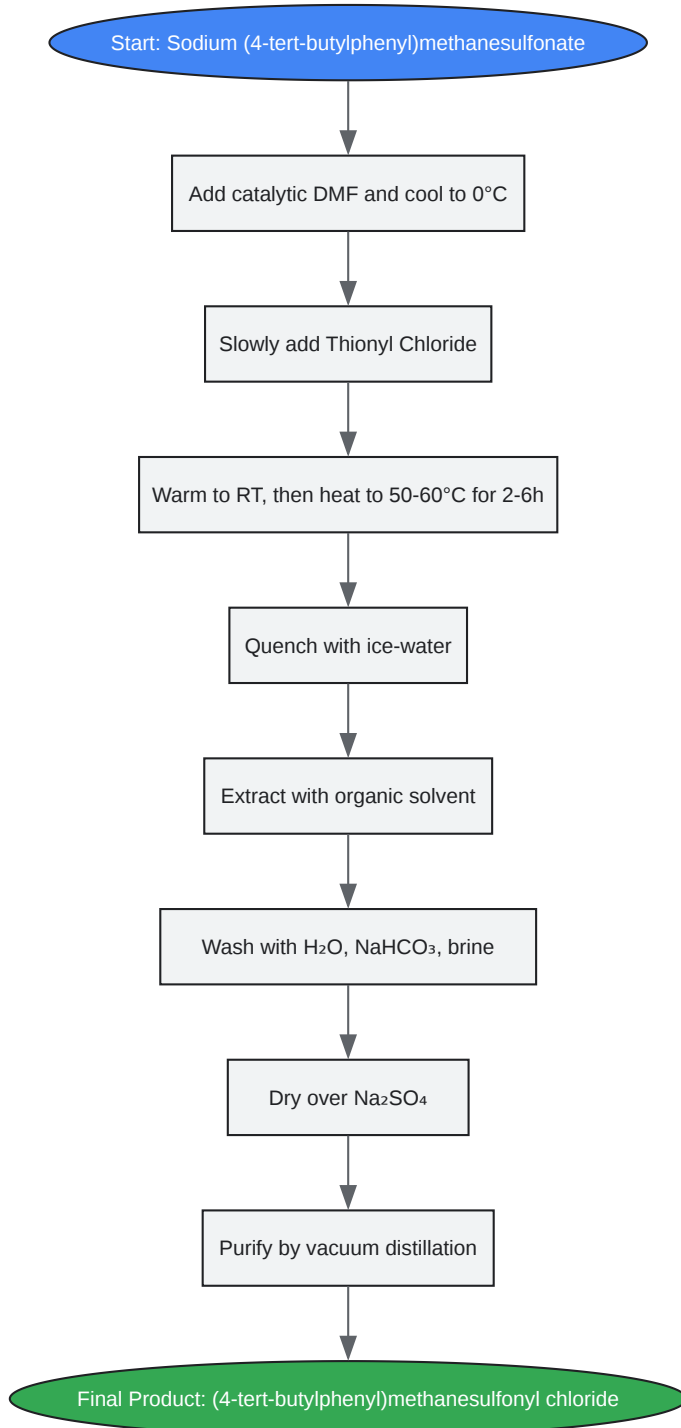 Start: Sodium (4-tert-butylphenyl)methanesulfonate
Add catalytic DMF and cool to 0°C
Slowly add Thionyl Chloride
Warm to RT, then heat to 50-60°C for 2-6h
Quench with ice-water
Extract with organic solvent
Wash with H₂O, NaHCO₃, brine
Dry over Na₂SO₄
Purify by vacuum distillation
Final Product: (4-tert-butylphenyl)methanesulfonyl chloride